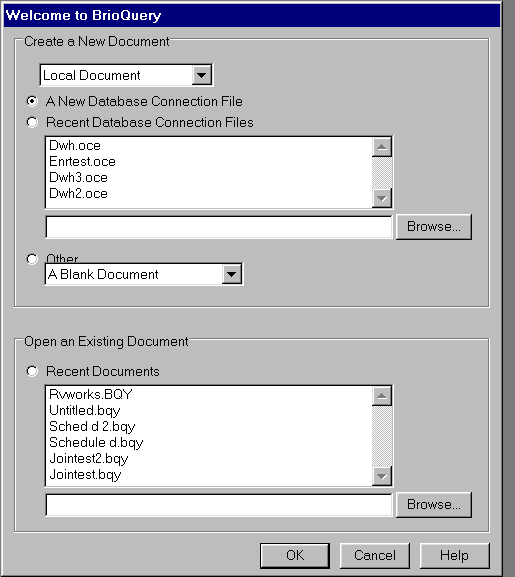 Welcome to BrioQuery
Create a New Document
Local Document
A New Database Connection File
Recent Database Connection Files
Dwh.oce
Enrtest.oce
Dwh3.oce
Dwh2.oce
Browse...
Other
A Blank Document
Open an Existing Document
Recent Documents
Rvworks.BQY
Untitled.bqy
Sched d 2.bqy
Schedule d.bqy
Jointest2.bqy
Jointest.bqy
Browse...
OK Cancel Help